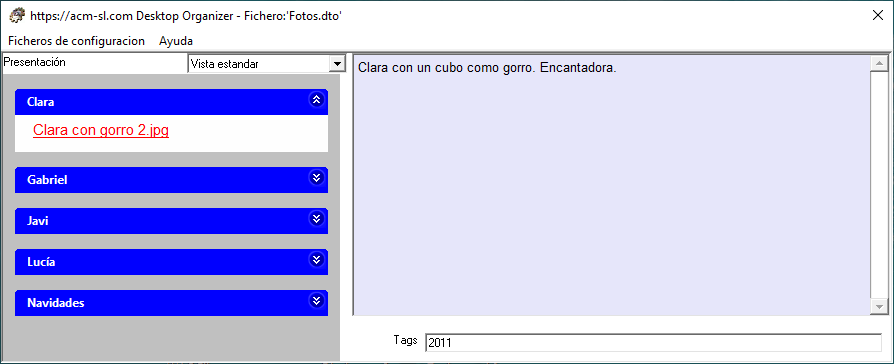 https://acm-sl.com Desktop Organizer - Fichero:'Fotos.dto'
Ficheros de configuracion Ayuda
Presentación Vista estandar
Clara
Clara con gorro 2.jpg
Gabriel
Javi
Lucía
Navidades
Clara con un cubo como gorro. Encantadora.
Tags 2011